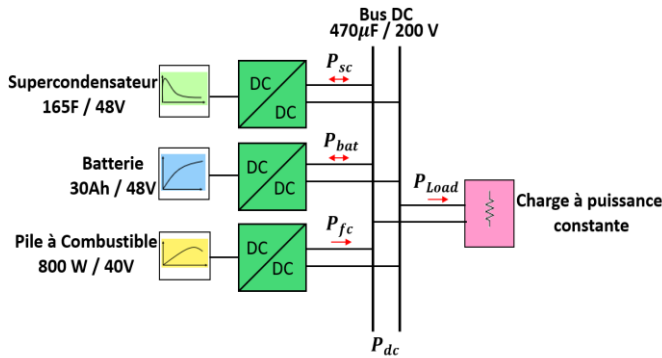 Bus DC
470µF / 200 V
Supercondensateur
165F / 48V
DC
DC
P_sc
Batterie
30Ah / 48V
DC
DC
P_bat
P_Load
Charge à puissance
constante
Pile à Combustible
800 W / 40V
DC
DC
P_fc
P_dc